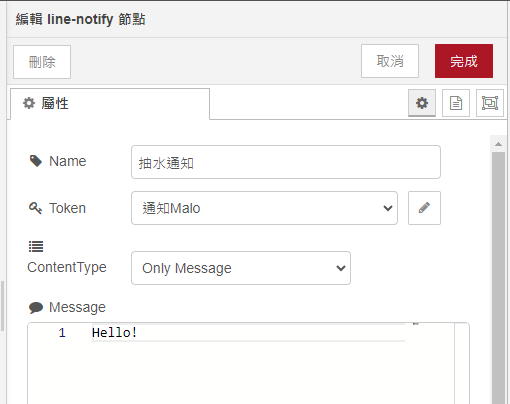 編輯 line-notify 節點
刪除
取消
完成
屬性
Name
抽水通知
Token
通知Malo
ContentType
Only Message
Message
1
Hello!